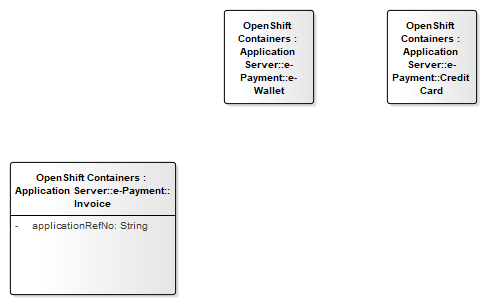 OpenShift
Containers :
Application
Server::e-
Payment::e-
Wallet
OpenShift
Containers :
Application
Server::e-
Payment::Credit
Card
OpenShift Containers :
Application Server::e-Payment::
Invoice
- applicationRefNo: String